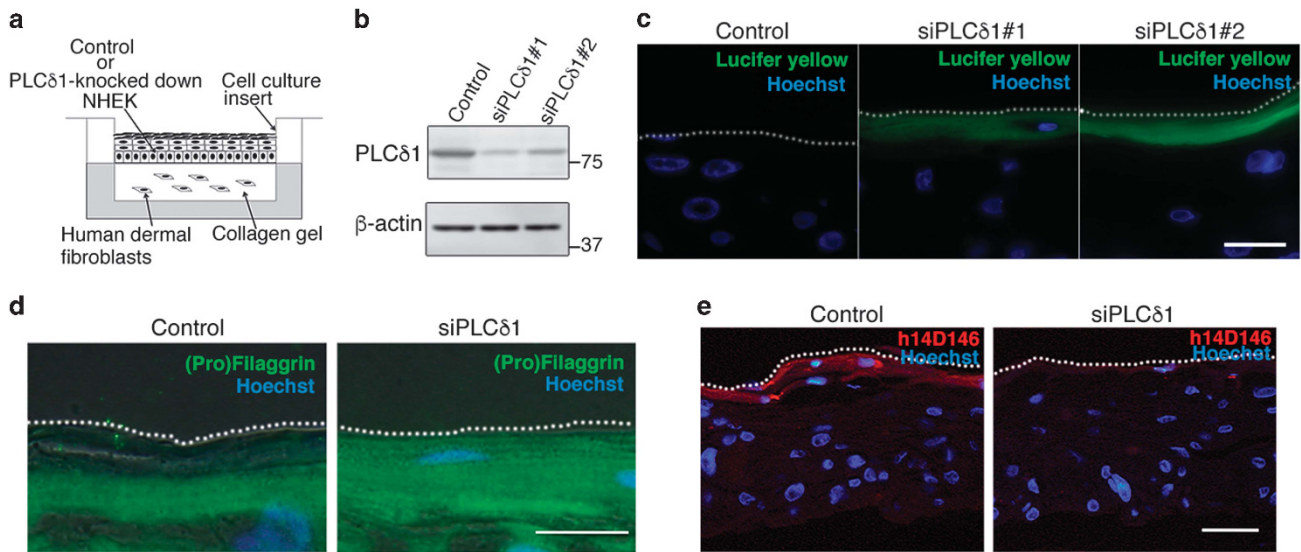 a
Control
or
PLCδ1-knocked down
NHEK
Cell culture
insert
Human dermal
fibroblasts
Collagen gel
b
Control
siPLCδ1#1
siPLCδ1#2
PLCδ1
75
β-actin
37
c
Control
siPLCδ1#1
siPLCδ1#2
Lucifer yellow
Hoechst
Lucifer yellow
Hoechst
Lucifer yellow
Hoechst
d
Control
siPLCδ1
(Pro)Filaggrin
Hoechst
(Pro)Filaggrin
Hoechst
e
Control
siPLCδ1
h14D146
Hoechst
h14D146
Hoechst